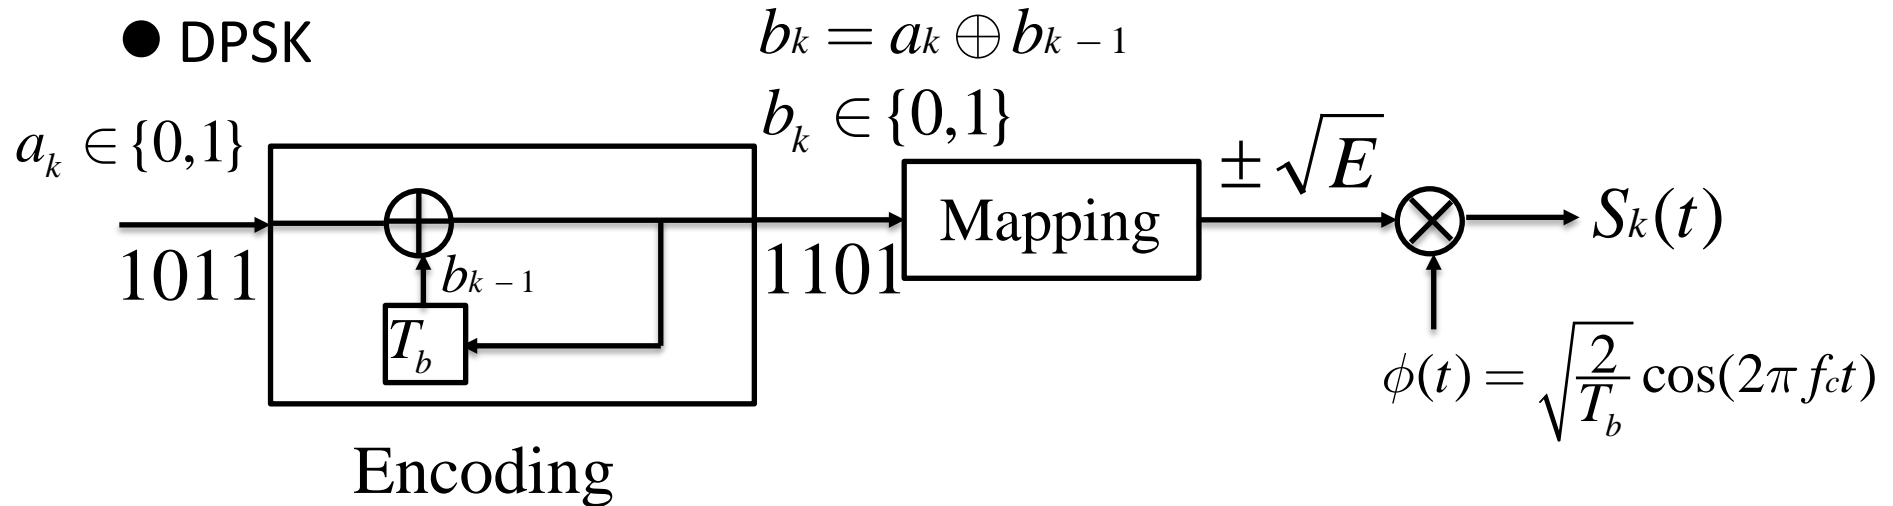 ● DPSK
b_k = a_k ⊕ b_{k-1}
b_k ∈ {0,1}
a_k ∈ {0,1}
± √E
Mapping
S_k(t)
1011
b_{k-1}
1101
T_b
ϕ(t) = √(2/T_b) cos(2π f_c t)
Encoding